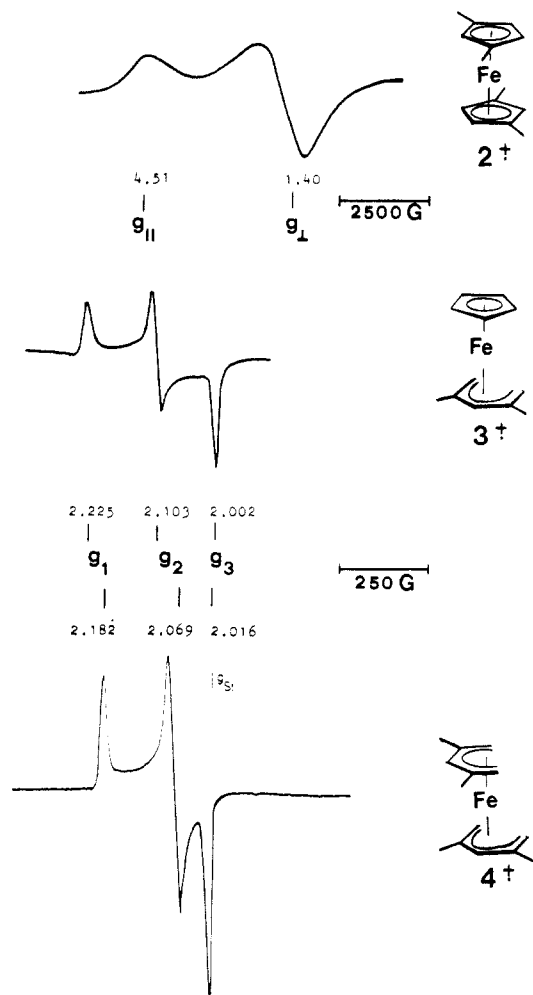 Fe
2+·
4.51 1.40
g|| g⊥
2500 G
Fe
3+·
2.225 2.103 2.002
g1 g2 g3
250 G
2.182 2.069 2.016
gSi
Fe
4+·